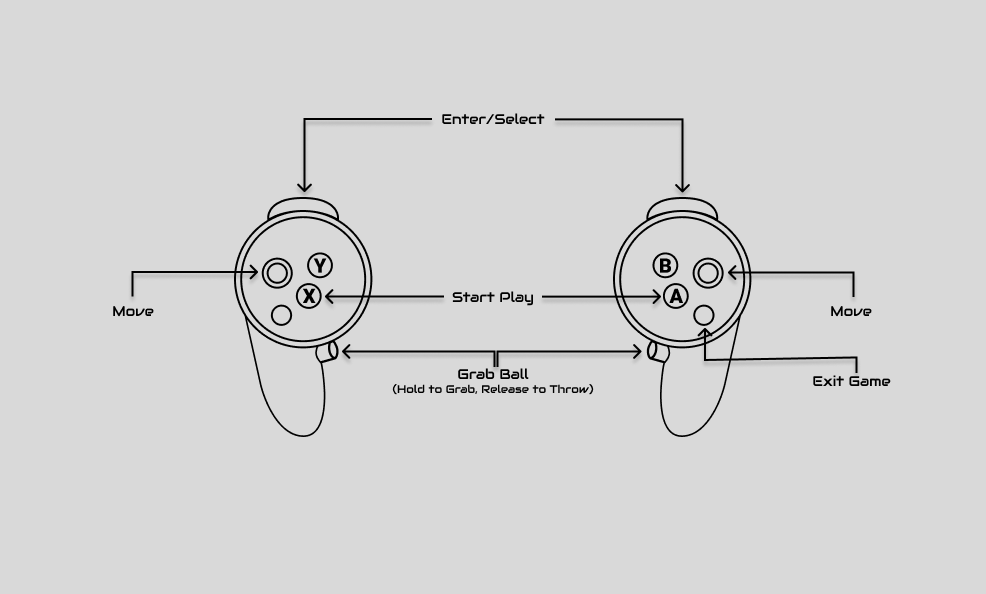 Enter/Select
Y
B
X
Start Play
A
Move
Move
Grab Ball
(Hold to Grab, Release to Throw)
Exit Game